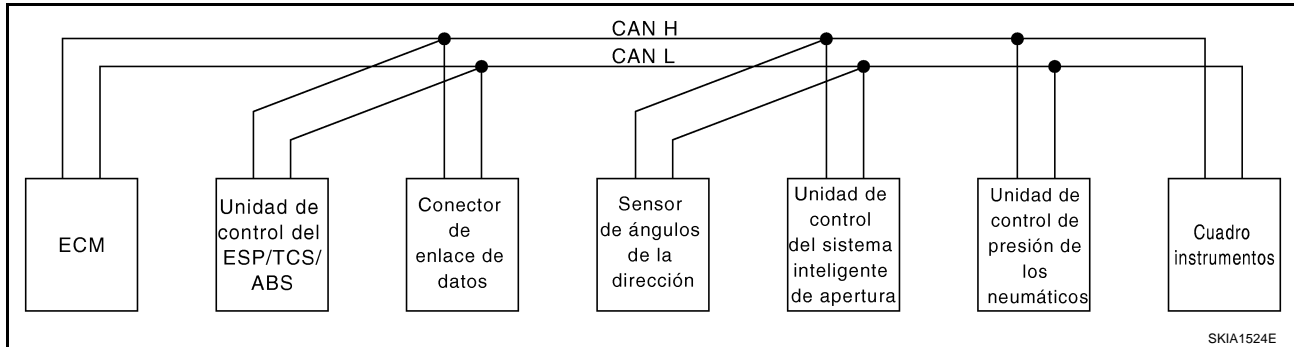 CAN H
CAN L
ECM
Unidad de
control del
ESP/TCS/
ABS
Conector
de
enlace de
datos
Sensor
de ángulos
de la
dirección
Unidad de
control
del sistema
inteligente
de apertura
Unidad de
control de
presión de
los
neumáticos
Cuadro
instrumentos
SKIA1524E